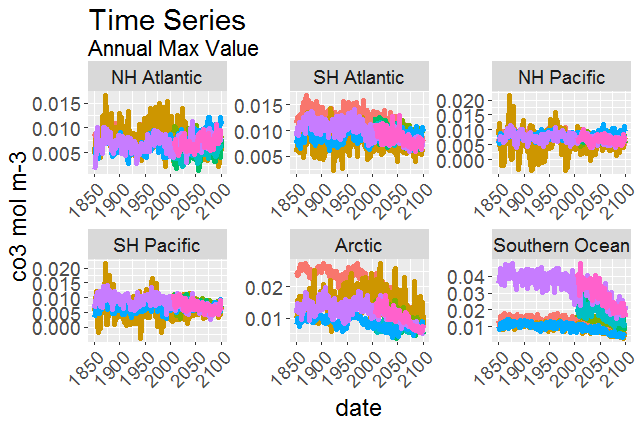 Time Series
Annual Max Value
NH Atlantic SH Atlantic NH Pacific
0.015 0.010 0.005
0.015 0.010 0.005
0.020 0.015 0.010 0.005 0.000
1850 1900 1950 2000 2050 2100
1850 1900 1950 2000 2050 2100
1850 1900 1950 2000 2050 2100
co3 mol m-3
SH Pacific Arctic Southern Ocean
0.020 0.015 0.010 0.005 0.000
0.02 0.01
0.04 0.03 0.02 0.01
1850 1900 1950 2000 2050 2100
1850 1900 1950 2000 2050 2100
1850 1900 1950 2000 2050 2100
date